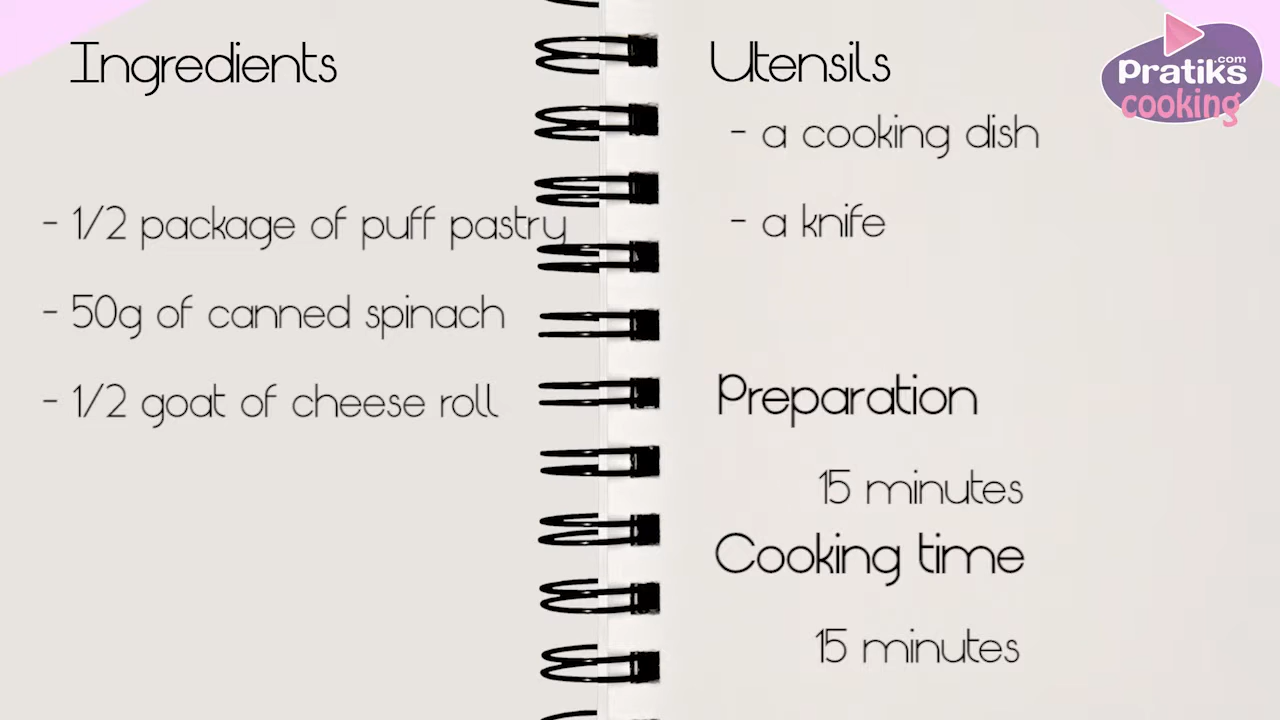 Ingredients
- 1/2 package of puff pastry
- 50g of canned spinach
- 1/2 goat of cheese roll
Utensils
- a cooking dish
- a knife
Preparation
15 minutes
Cooking time
15 minutes
Pratiks.com
cooking